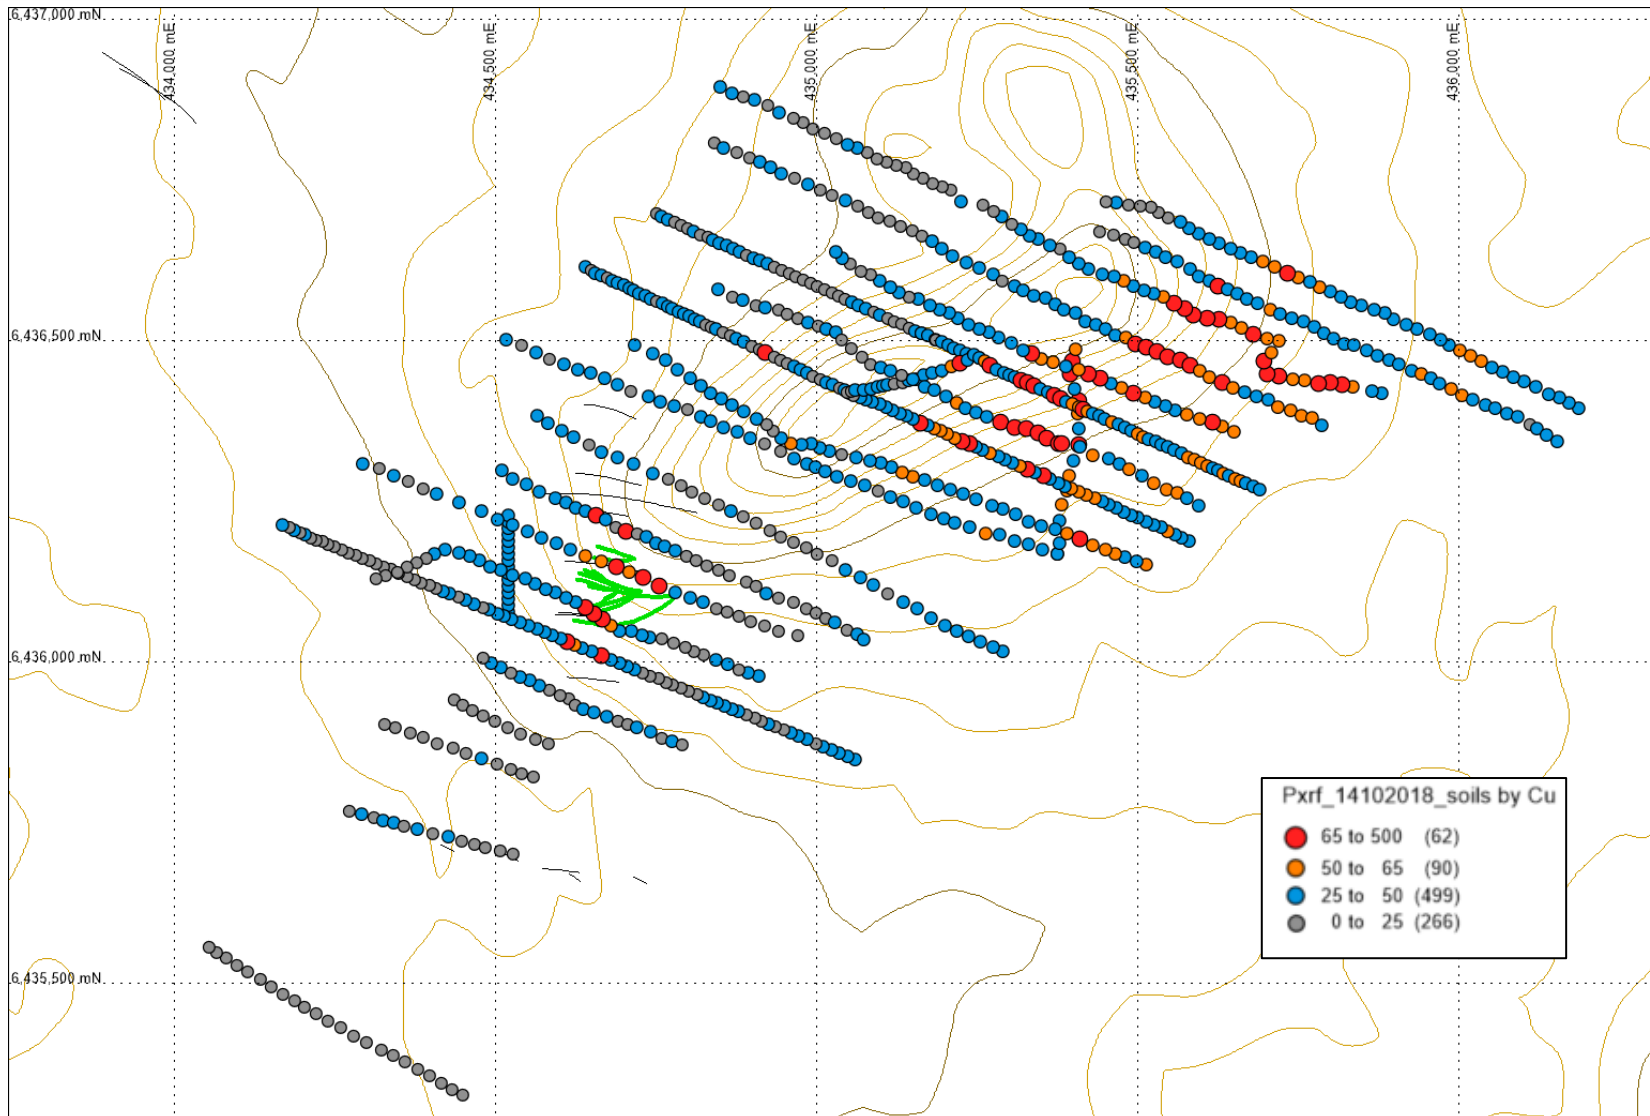 6,437,000 mN
434,000 mE
434,500 mE
435,000 mE
435,500 mE
436,000 mE
6,436,500 mN
6,436,000 mN
6,435,500 mN
Pxrf_14102018_soils by Cu
65 to 500 (62)
50 to 65 (90)
25 to 50 (499)
0 to 25 (266)